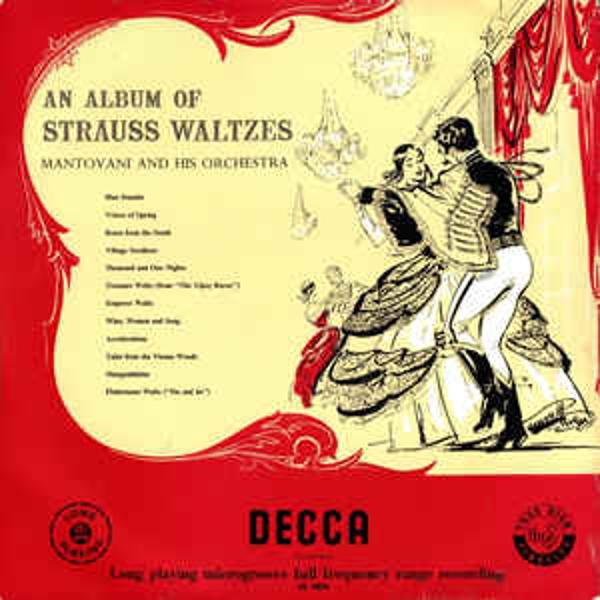 AN ALBUM OF
STRAUSS WALTZES
MANTOVANI AND HIS ORCHESTRA
Blue Danube
Voices of Spring
Roses from the South
Village Swallows
Thousand and One Nights
Treasure Waltz (from "The Gipsy Baron")
Emperor Waltz
Wine, Women and Song
Accelerations
Tales from the Vienna Woods
Morgenblätter
Fledermaus Waltz ("Du und du")
LONG PLAYING
DECCA
Long playing microgroove full frequency range recording